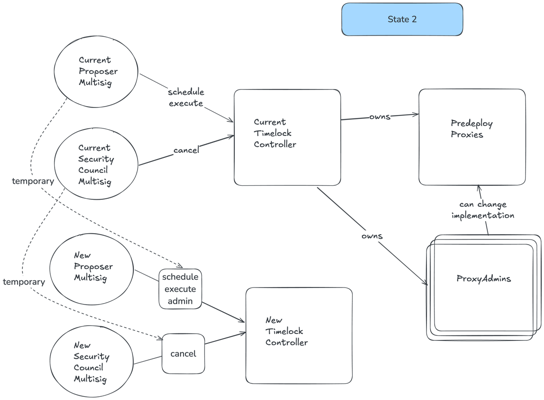 State 2
Current
Proposer
Multisig
schedule
execute
Current
Timelock
Controller
owns
Predeploy
Proxies
Current
Security
Council
Multisig
cancel
temporary
can change
implementation
owns
New
Proposer
Multisig
schedule
execute
admin
ProxyAdmins
temporary
New
Timelock
Controller
New
Security
Council
Multisig
cancel